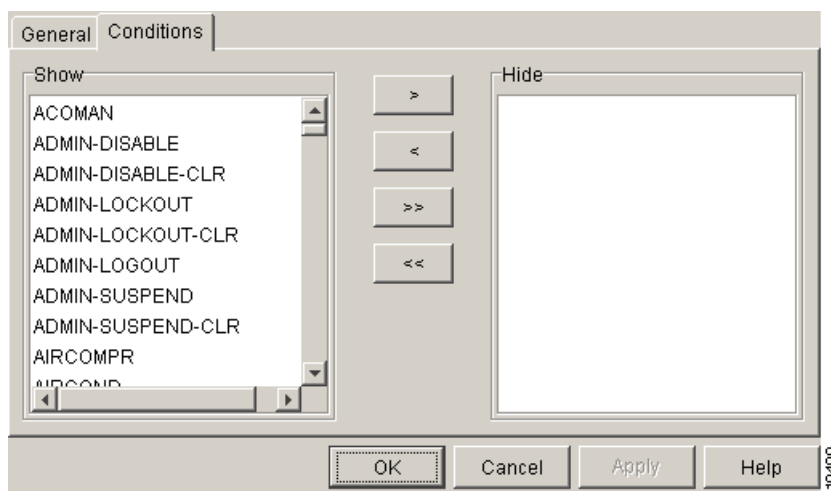 General
Conditions
Show
ACOMAN
ADMIN-DISABLE
ADMIN-DISABLE-CLR
ADMIN-LOCKOUT
ADMIN-LOCKOUT-CLR
ADMIN-LOGOUT
ADMIN-SUSPEND
ADMIN-SUSPEND-CLR
AIRCOMPR
>
<
>>
<<
Hide
OK
Cancel
Apply
Help